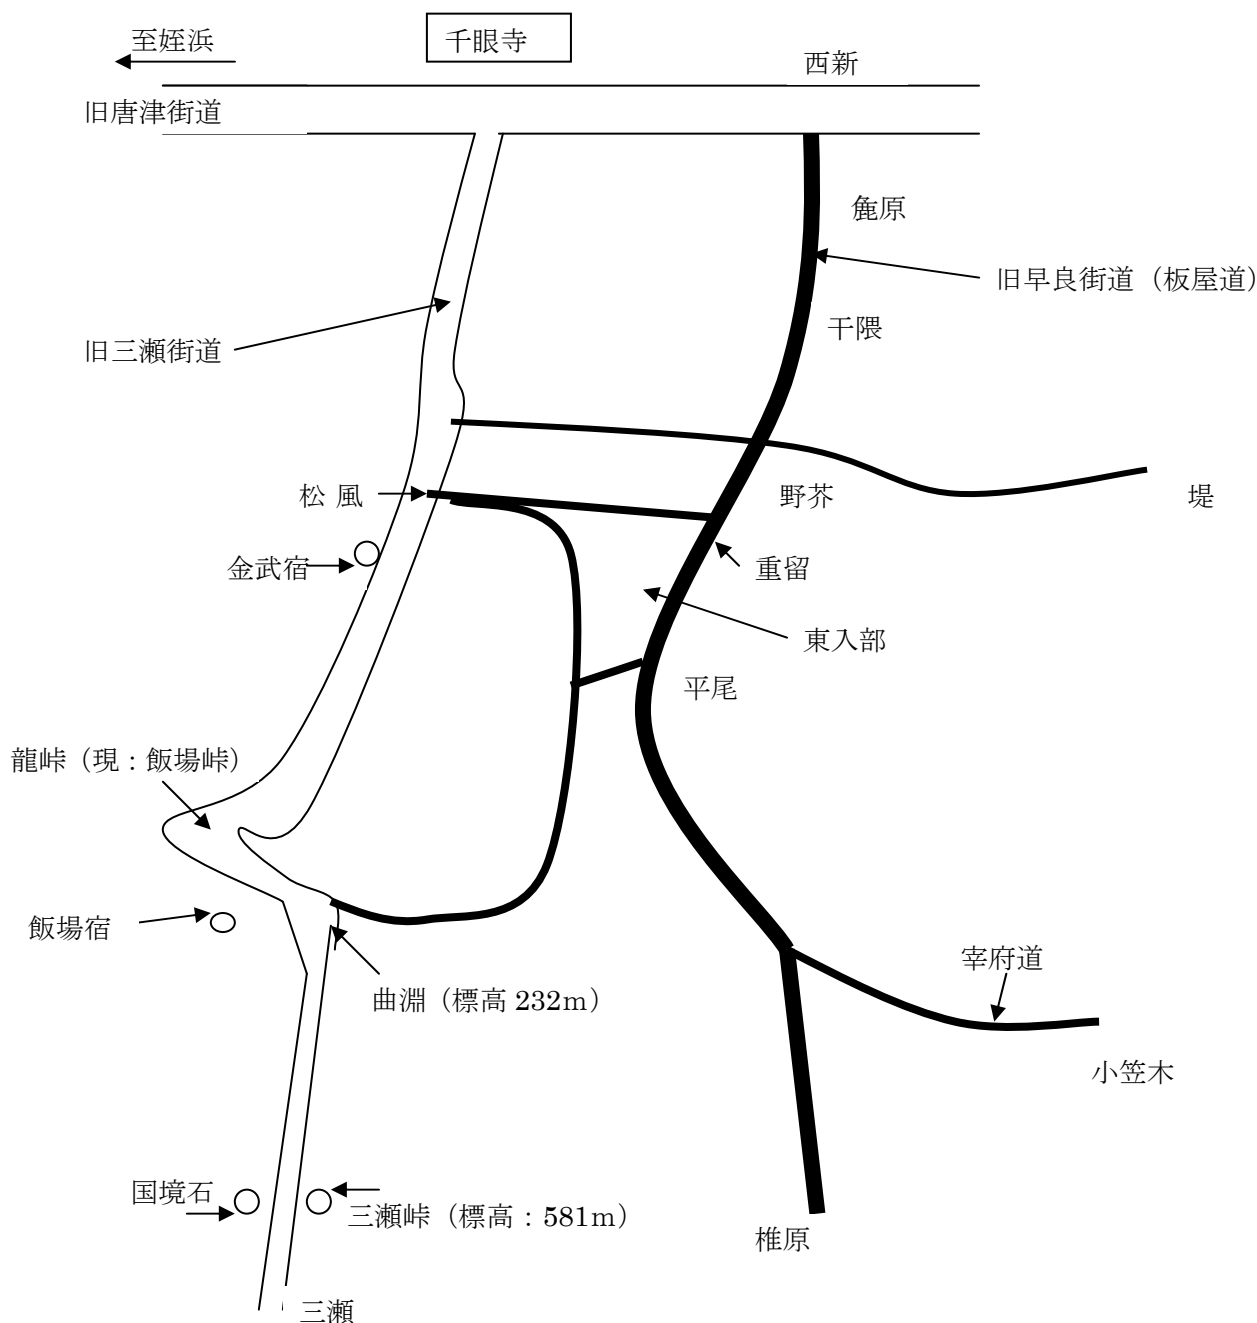 至姪浜
千眼寺
西新
旧唐津街道
麁原
旧早良街道（板屋道）
干隈
旧三瀬街道
松 風
野芥
堤
金武宿
重留
東入部
平尾
龍峠（現：飯場峠）
飯場宿
宰府道
曲淵（標高 232m）
小笠木
国境石
三瀬峠（標高：581m）
椎原
三瀬